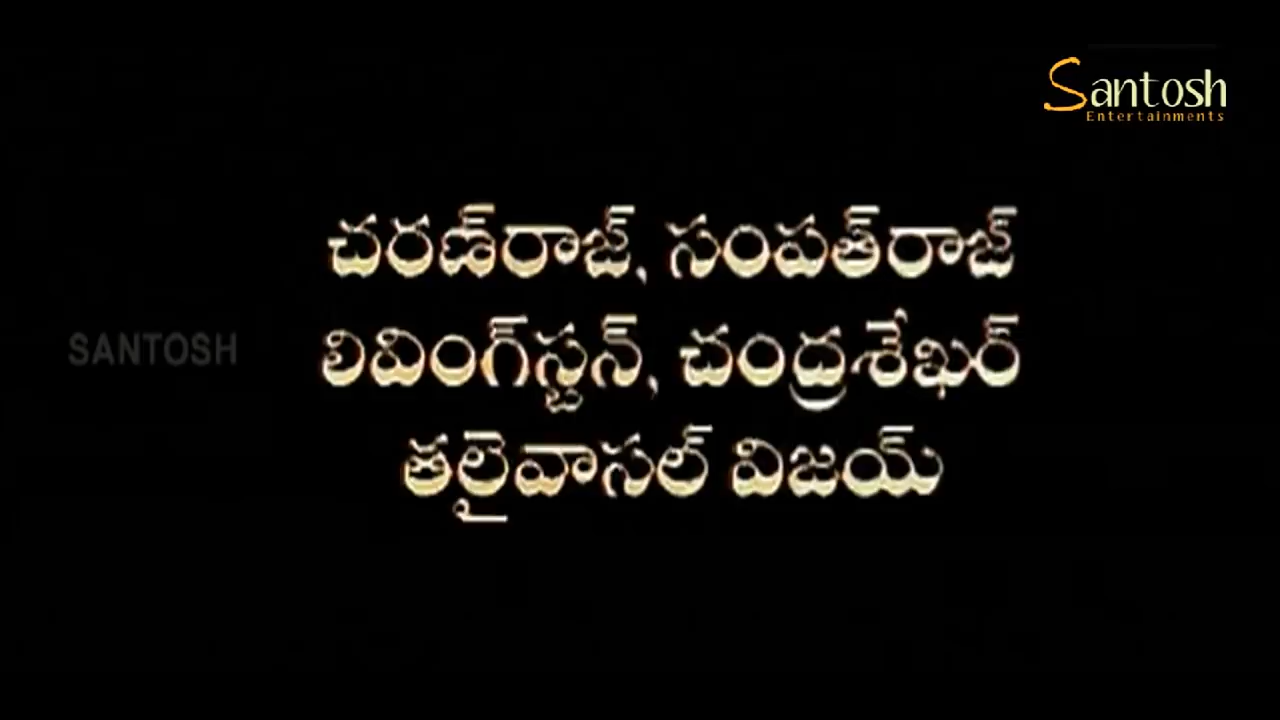 Santosh
Entertainments
చరణ్‌రాజ్, సంపత్‌రాజ్
SANTOSH
లివింగ్‌స్టన్, చంద్రశేఖర్
తలైవాసల్ విజయ్